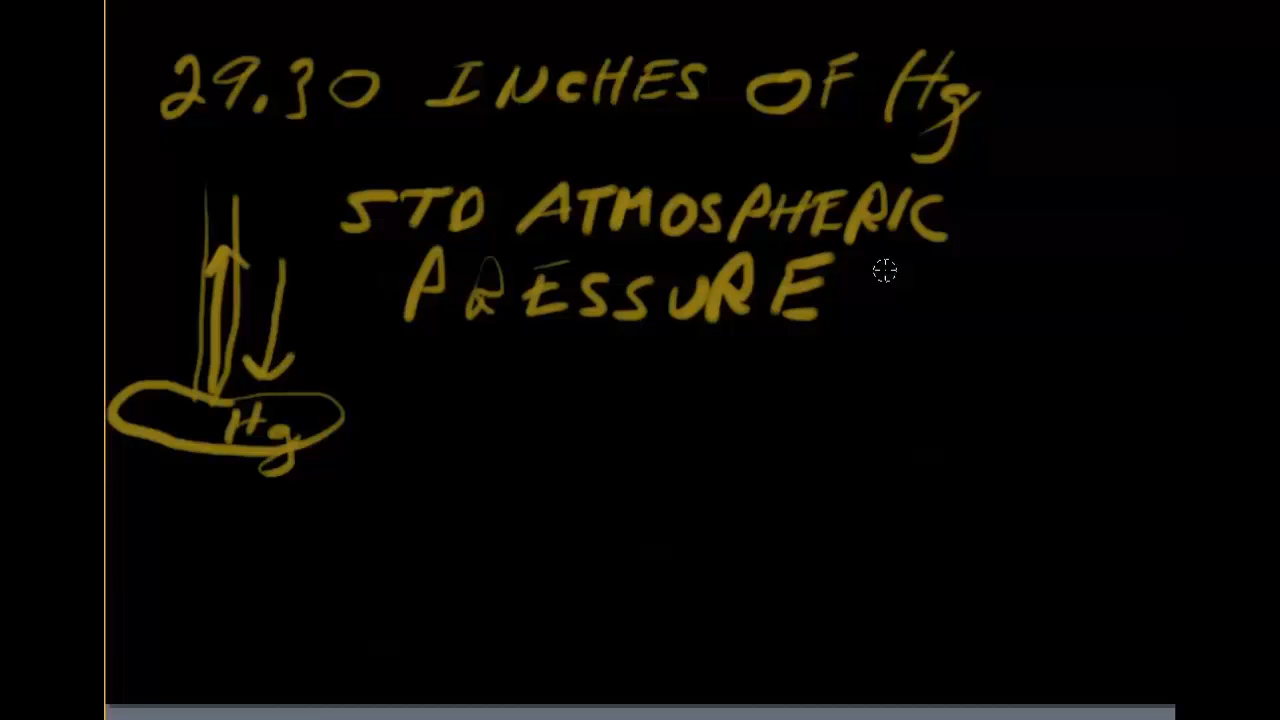 29.30 INCHES OF Hg
STD ATMOSPHERIC
PRESSURE
Hg